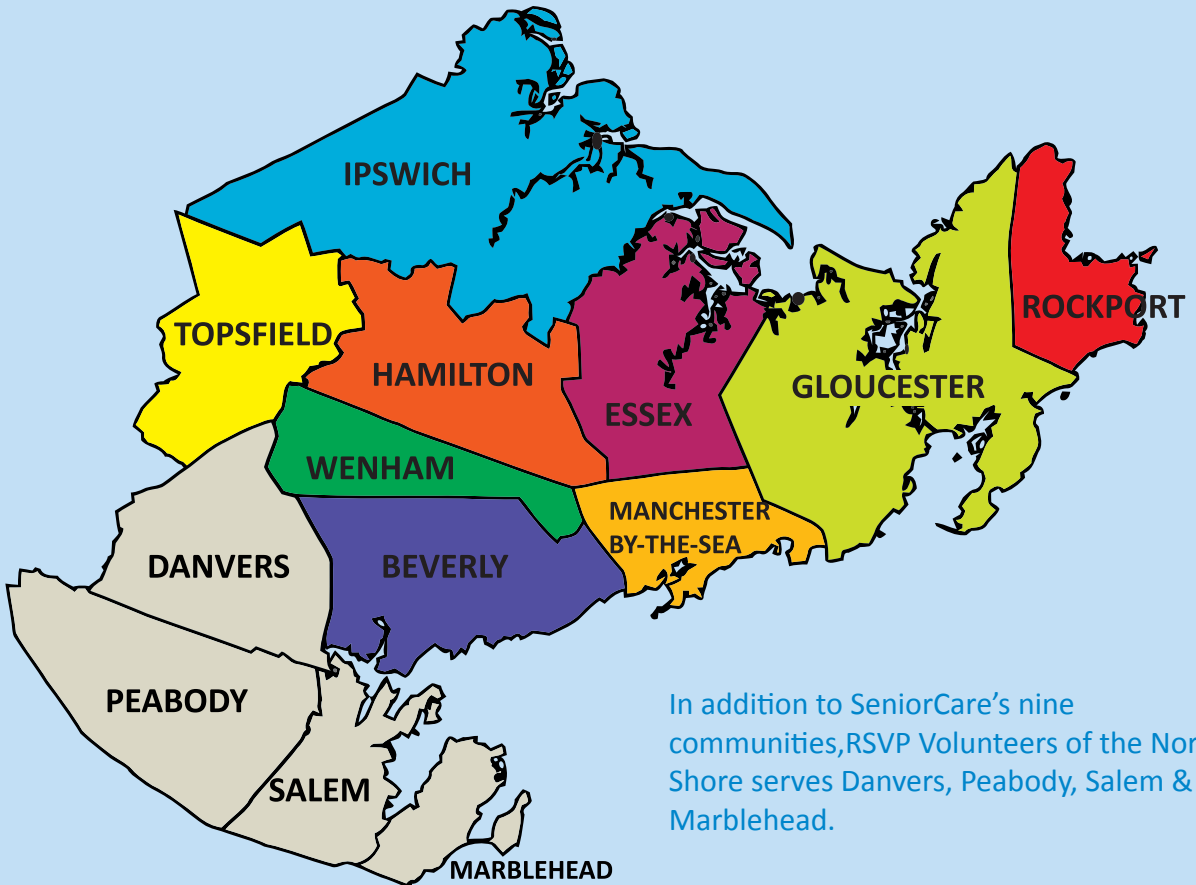 IPSWICH
ROCKPORT
TOPSFIELD
HAMILTON
GLOUCESTER
ESSEX
WENHAM
MANCHESTER
BY-THE-SEA
DANVERS
BEVERLY
PEABODY
SALEM
MARBLEHEAD
In addition to SeniorCare’s nine
communities,RSVP Volunteers of the Nor
Shore serves Danvers, Peabody, Salem &
Marblehead.